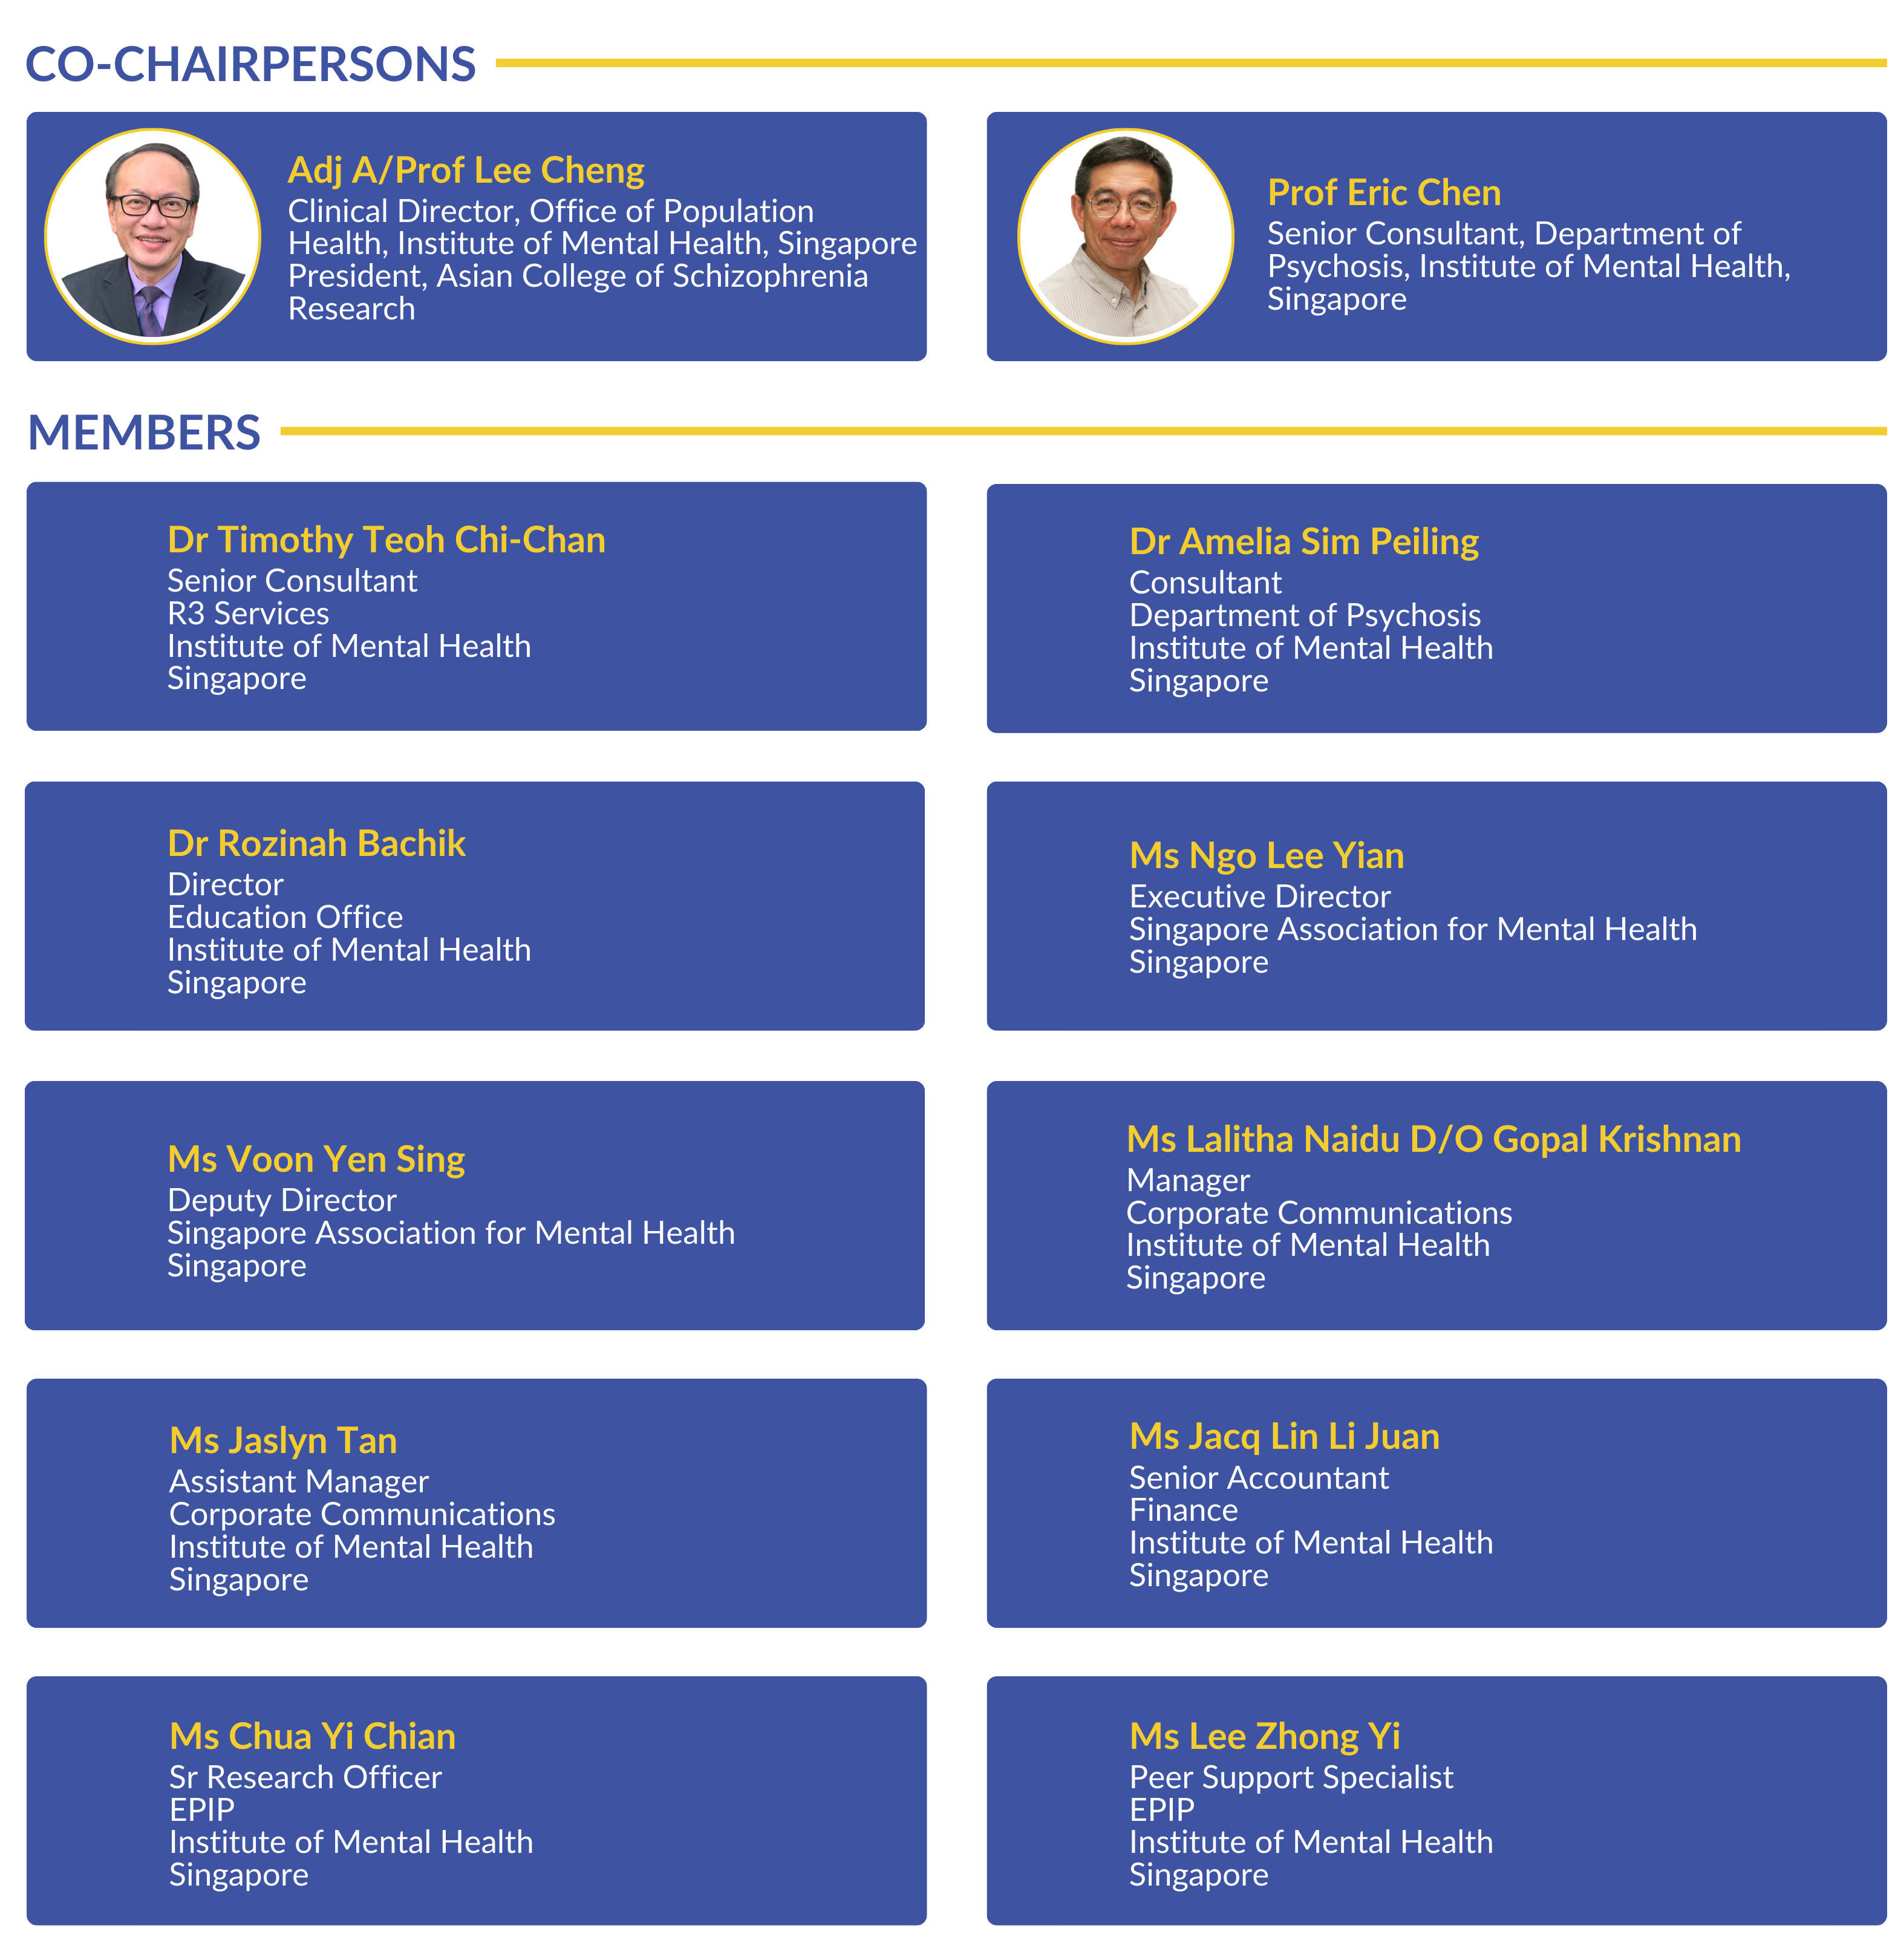 CO-CHAIRPERSONS
Adj A/Prof Lee Cheng
Clinical Director, Office of Population
Health, Institute of Mental Health, Singapore
President, Asian College of Schizophrenia
Research
Prof Eric Chen
Senior Consultant, Department of
Psychosis, Institute of Mental Health,
Singapore
MEMBERS
Dr Timothy Teoh Chi-Chan
Senior Consultant
R3 Services
Institute of Mental Health
Singapore
Dr Amelia Sim Peiling
Consultant
Department of Psychosis
Institute of Mental Health
Singapore
Dr Rozinah Bachik
Director
Education Office
Institute of Mental Health
Singapore
Ms Ngo Lee Yian
Executive Director
Singapore Association for Mental Health
Singapore
Ms Voon Yen Sing
Deputy Director
Singapore Association for Mental Health
Singapore
Ms Lalitha Naidu D/O Gopal Krishnan
Manager
Corporate Communications
Institute of Mental Health
Singapore
Ms Jaslyn Tan
Assistant Manager
Corporate Communications
Institute of Mental Health
Singapore
Ms Jacq Lin Li Juan
Senior Accountant
Finance
Institute of Mental Health
Singapore
Ms Chua Yi Chian
Sr Research Officer
EPIP
Institute of Mental Health
Singapore
Ms Lee Zhong Yi
Peer Support Specialist
EPIP
Institute of Mental Health
Singapore